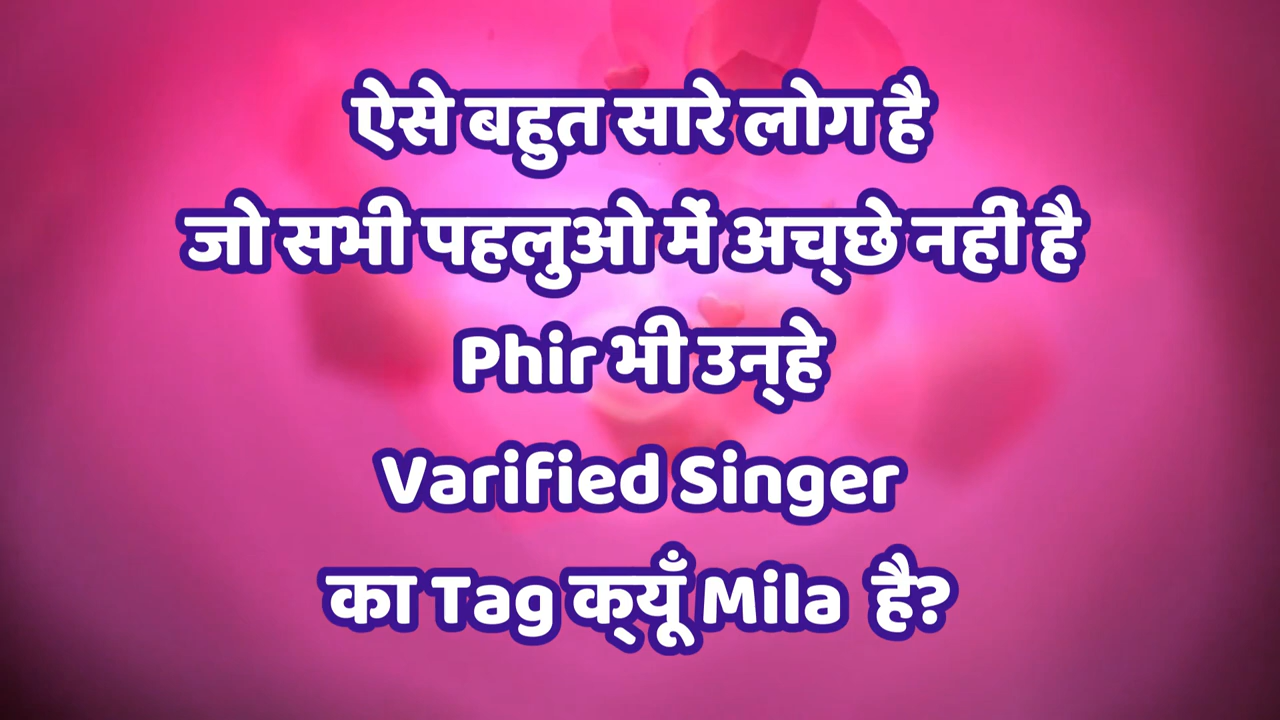 ऐसे बहुत सारे लोग है
जो सभी पहलुओ में अच्छे नहीं है
Phir भी उन्हे
Varified Singer
का Tag क्यूँ Mila है?